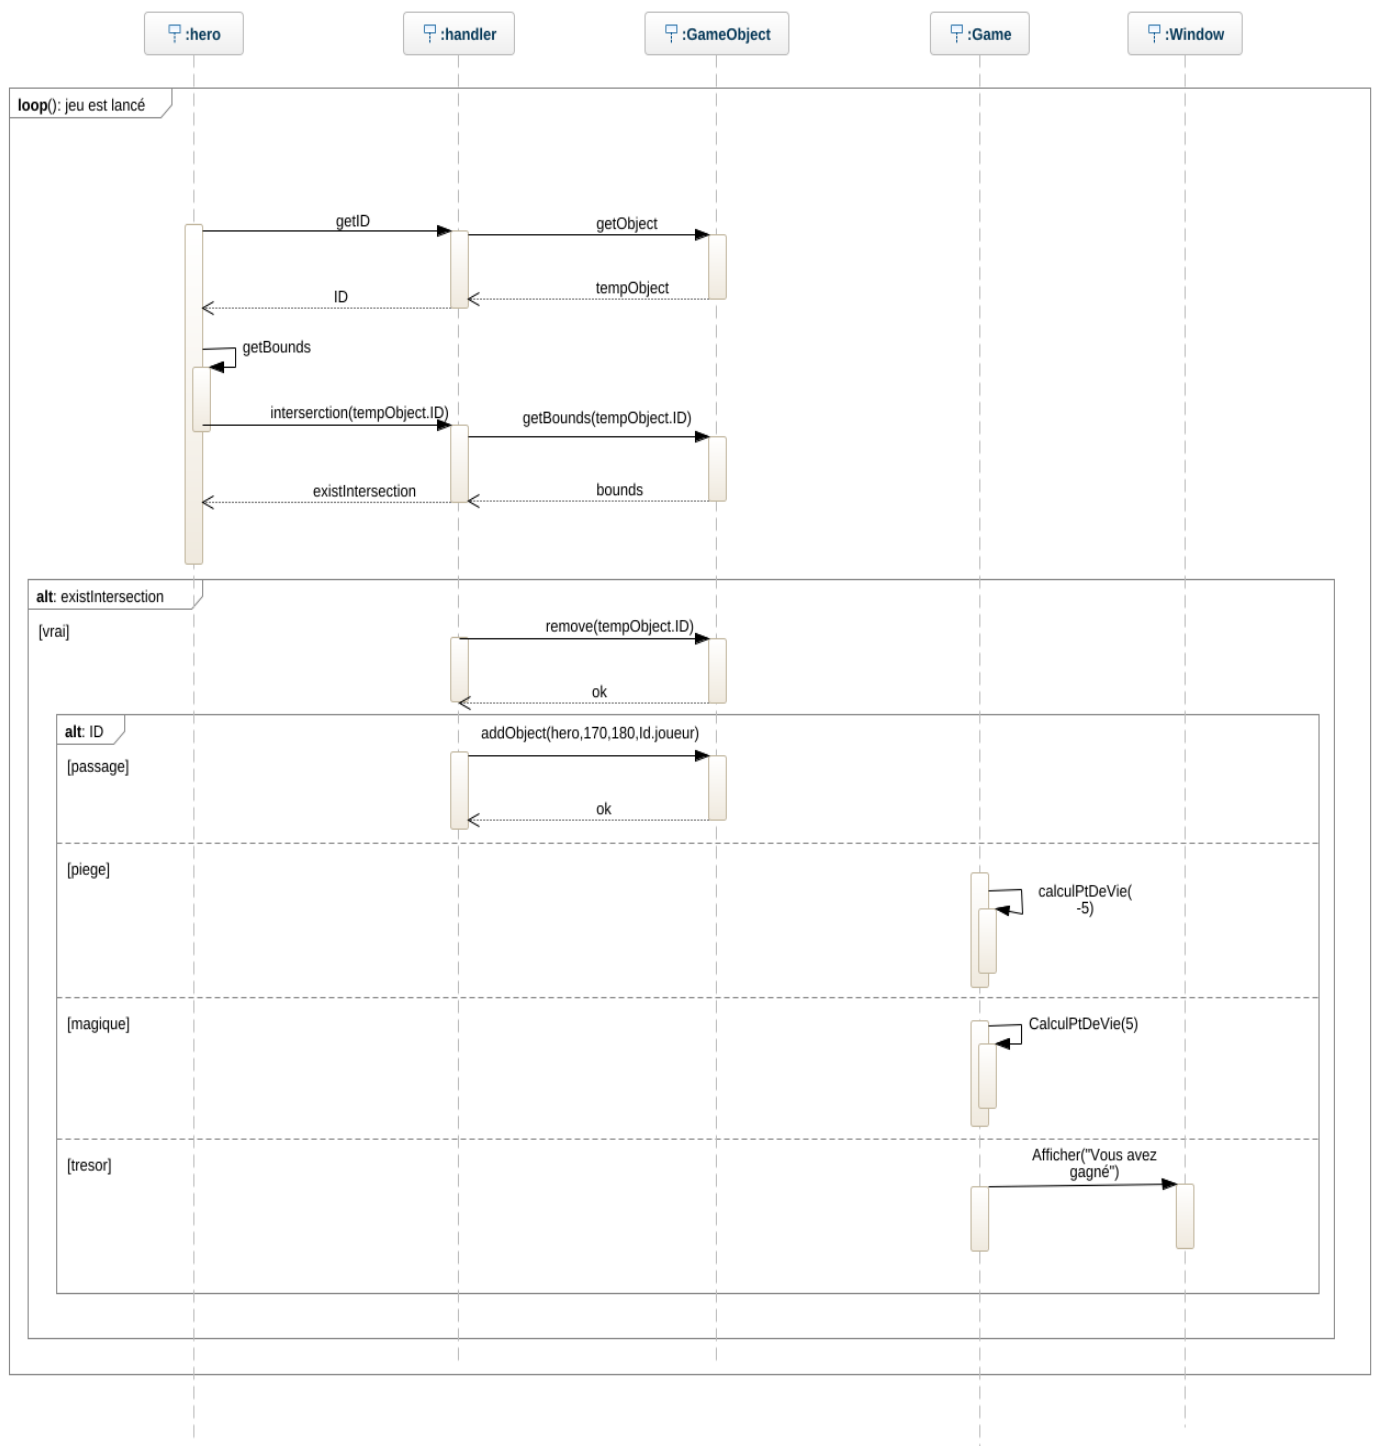 :hero
:handler
:GameObject
:Game
:Window
loop(): jeu est lancé
getID
getObject
tempObject
ID
getBounds
interserction(tempObject.ID)
getBounds(tempObject.ID)
bounds
existIntersection
alt: existIntersection
[vrai]
remove(tempObject.ID)
ok
alt: ID
addObject(hero,170,180,Id.joueur)
[passage]
ok
[piege]
calculPtDeVie(
-5)
[magique]
CalculPtDeVie(5)
[tresor]
Afficher("Vous avez
gagné")